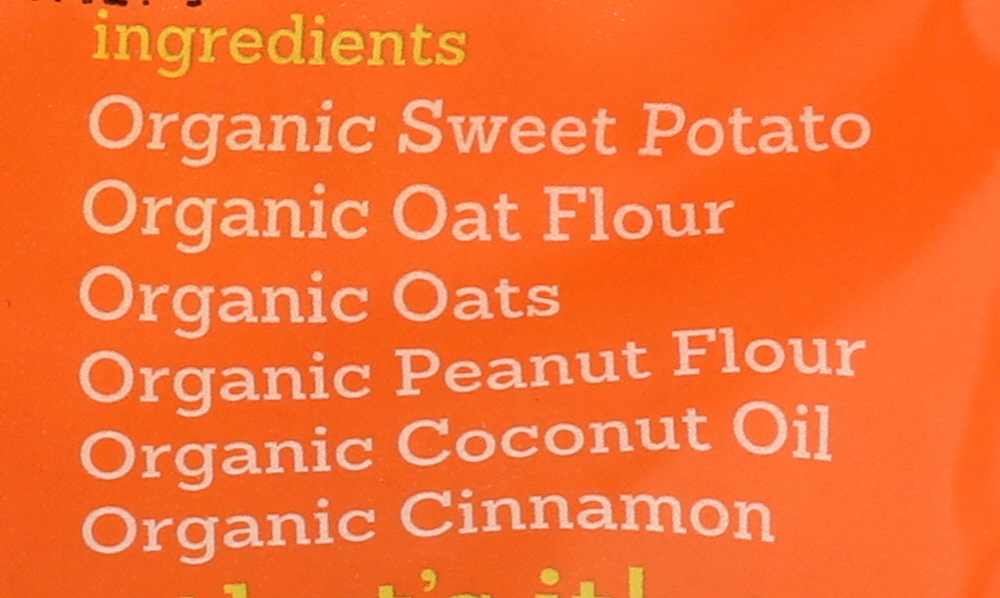 ingredients
Organic Sweet Potato
Organic Oat Flour
Organic Oats
Organic Peanut Flour
Organic Coconut Oil
Organic Cinnamon